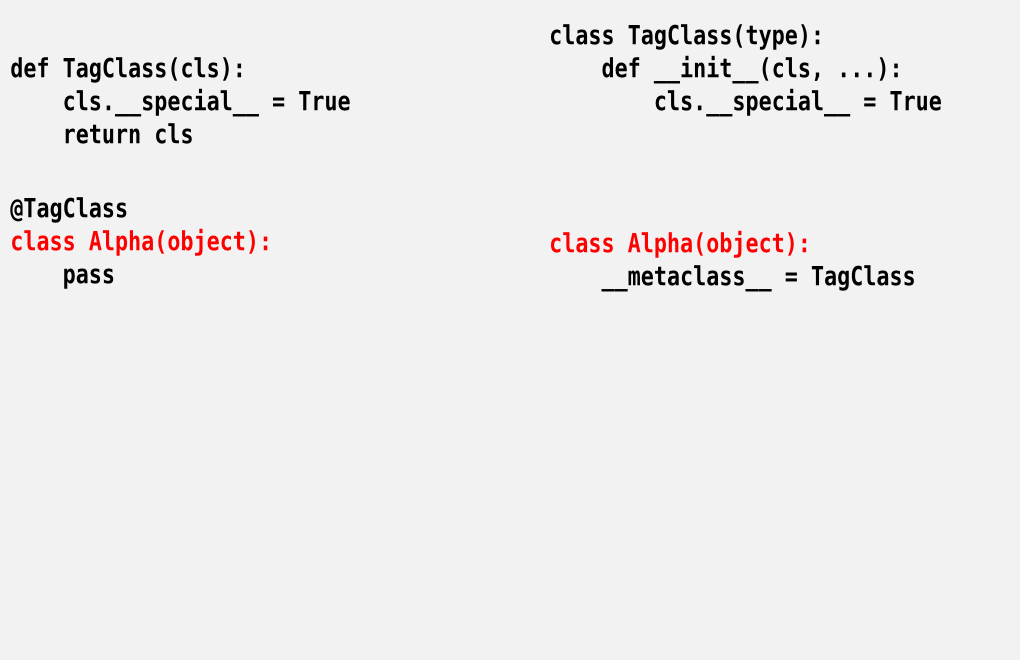 def TagClass(cls):
    cls.__special__ = True
    return cls
@TagClass
class Alpha(object):
    pass
class TagClass(type):
    def __init__(cls, ...):
        cls.__special__ = True
class Alpha(object):
    __metaclass__ = TagClass